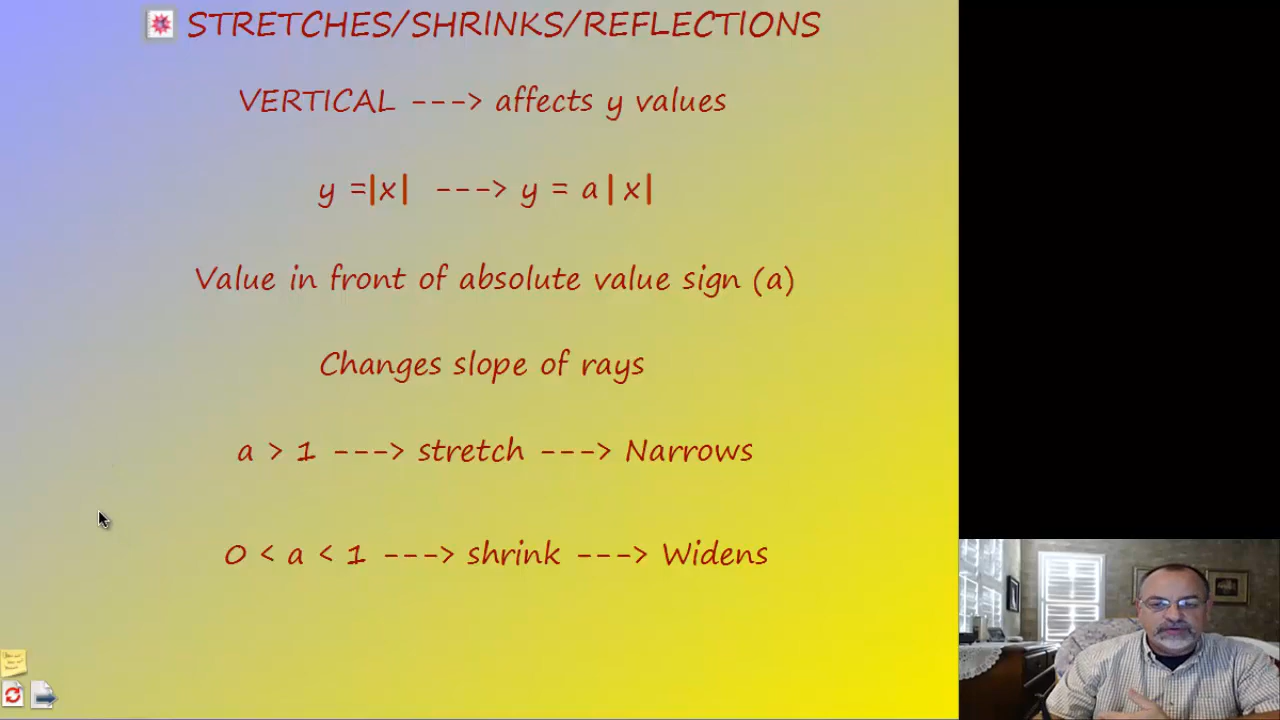 STRETCHES/SHRINKS/REFLECTIONS
VERTICAL ---> affects y values
y =|x| ---> y = a|x|
Value in front of absolute value sign (a)
Changes slope of rays
a > 1 ---> stretch ---> Narrows
0 < a < 1 ---> shrink ---> Widens